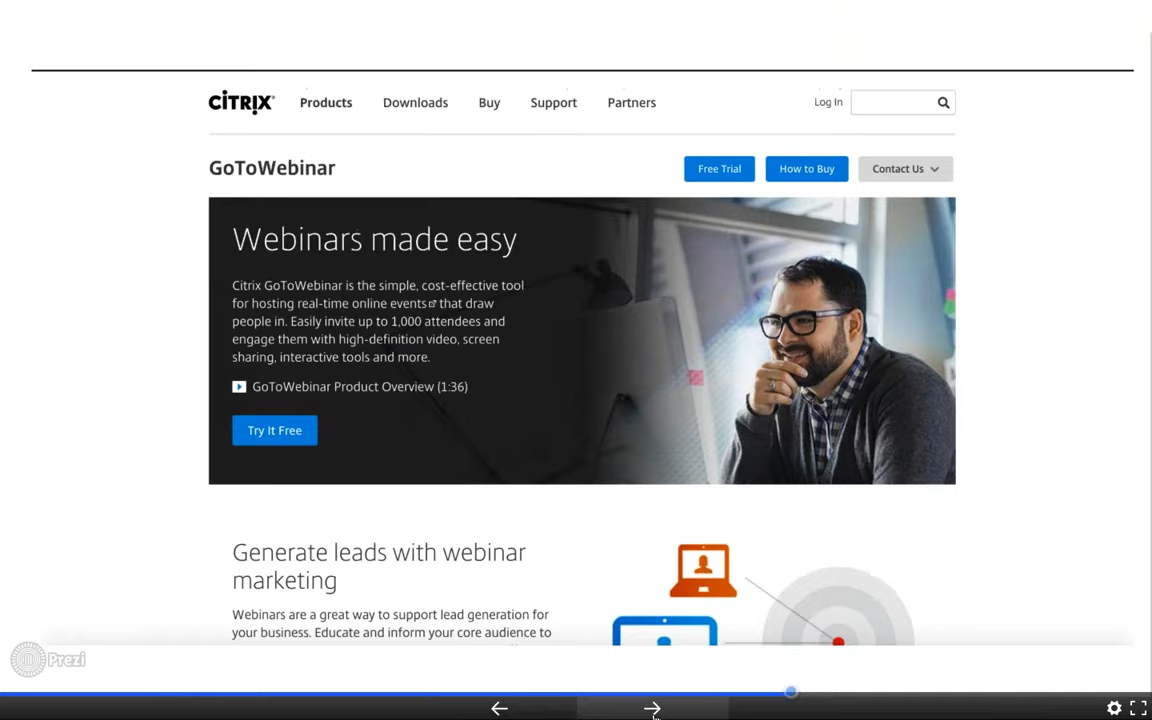 CİTRIX
Products Downloads Buy Support Partners Log In
GoToWebinar Free Trial How to Buy Contact Us
Webinars made easy
Citrix GoToWebinar is the simple, cost-effective tool
for hosting real-time online events that draw
people in. Easily invite up to 1,000 attendees and
engage them with high-definition video, screen
sharing, interactive tools and more.
GoToWebinar Product Overview (1:36)
Try It Free
Generate leads with webinar
marketing
Webinars are a great way to support lead generation for
your business. Educate and inform your core audience to
Prezi